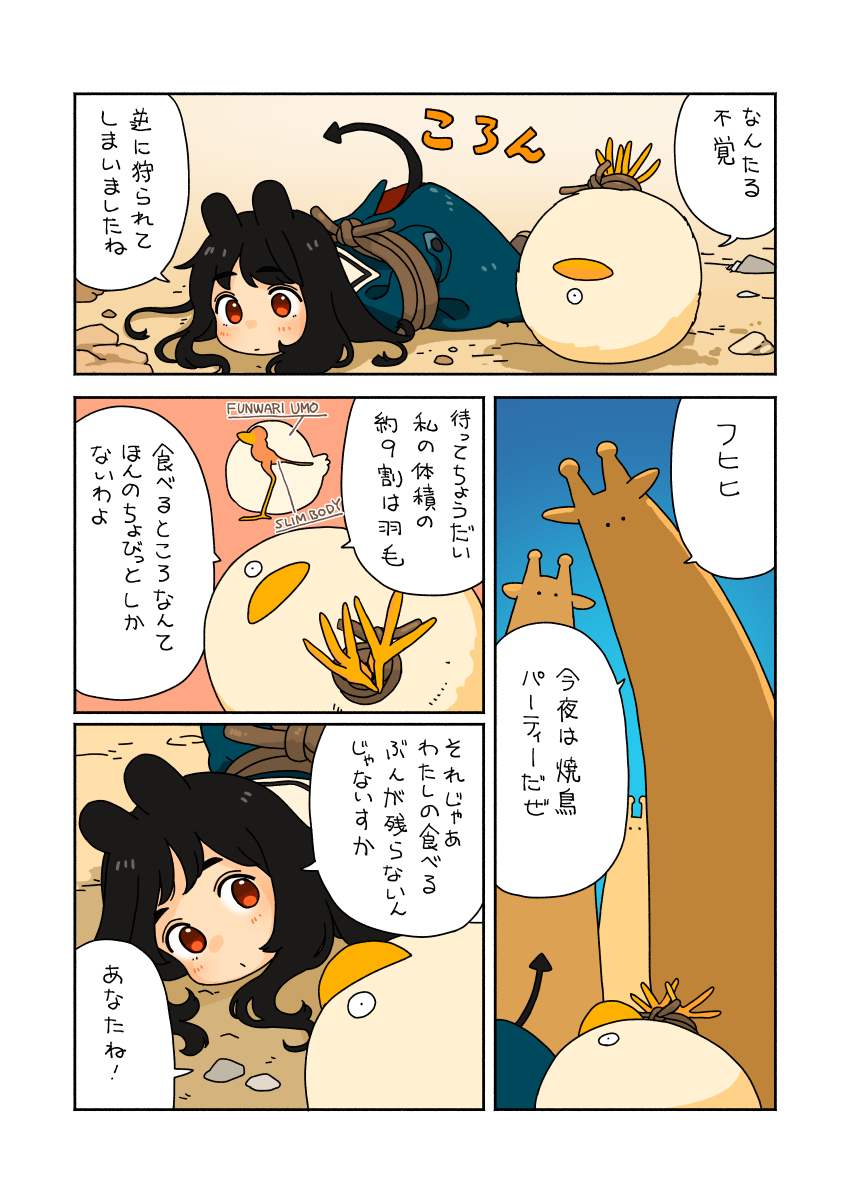 なんたる
不覚
ころん
逆に狩られて
しまいましたね
フヒヒ
今夜は焼鳥
パーティーだぜ
待ってちょうだい
私の体積の
約9割は羽毛
FUNWARI UMO
SLIM BODY
食べるところなんて
ほんのちょびっとしか
ないわよ
それじゃあ
わたしの食べる
ぶんが残らないん
じゃないすか
あなたね!